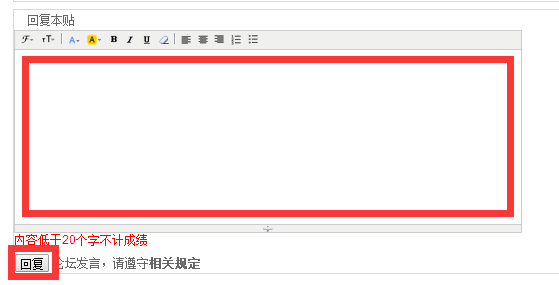 回复本贴
内容低于20个字不计成绩
回复 论坛发言，请遵守相关规定